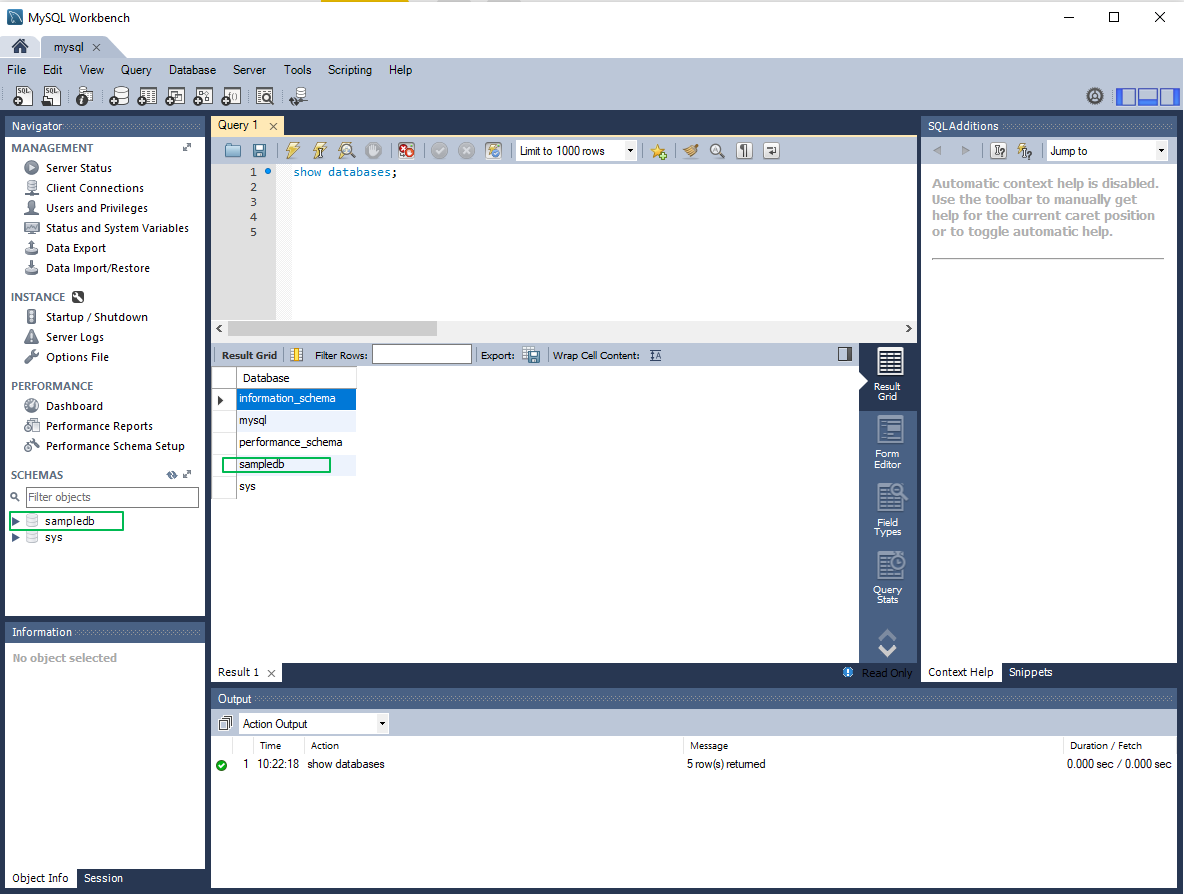 MySQL Workbench
mysql
File Edit View Query Database Server Tools Scripting Help
Navigator
MANAGEMENT
Server Status
Client Connections
Users and Privileges
Status and System Variables
Data Export
Data Import/Restore
INSTANCE
Startup / Shutdown
Server Logs
Options File
PERFORMANCE
Dashboard
Performance Reports
Performance Schema Setup
SCHEMAS
Filter objects
sampledb
sys
Information
No object selected
Object Info Session
Query 1
Limit to 1000 rows
1 show databases;
2
3
4
5
Result Grid Filter Rows: Export: Wrap Cell Content:
Database
information_schema
mysql
performance_schema
sampledb
sys
Result
Grid
Form
Editor
Field
Types
Query
Stats
Result 1 Read Only
SQLAdditions
Jump to
Automatic context help is disabled.
Use the toolbar to manually get
help for the current caret position
or to toggle automatic help.
Context Help Snippets
Output
Action Output
Time Action Message Duration / Fetch
1 10:22:18 show databases 5 row(s) returned 0.000 sec / 0.000 sec